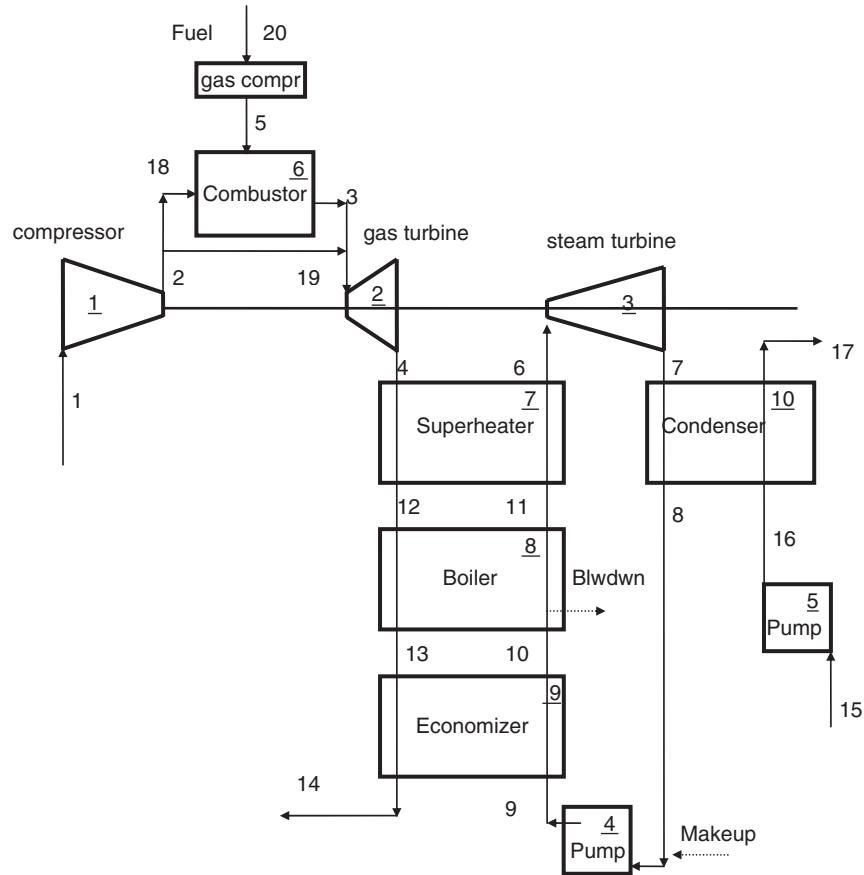 Fuel 20
gas compr
5
18
6
Combustor
3
compressor
gas turbine
steam turbine
2
19
1
2
3
1
4
6
7
17
7
10
Superheater
Condenser
12
11
8
16
8
Boiler
Blwdwn
5
Pump
13
10
9
15
Economizer
14
9
4
Pump
Makeup